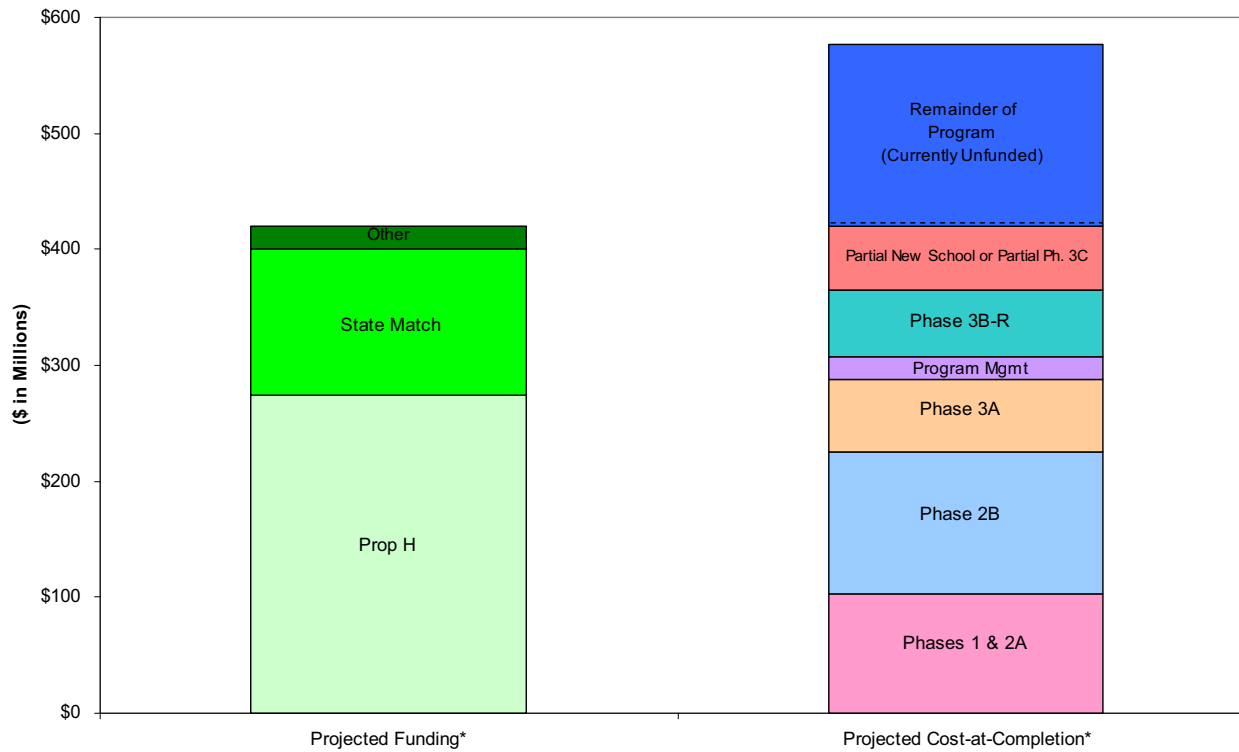 $600
$500
$400
$300
$200
$100
$0
($ in Millions)
Other
State Match
Prop H
Remainder of
Program
(Currently Unfunded)
Partial New School or Partial Ph. 3C
Phase 3B-R
Program Mgmt
Phase 3A
Phase 2B
Phases 1 & 2A
Projected Funding*
Projected Cost-at-Completion*